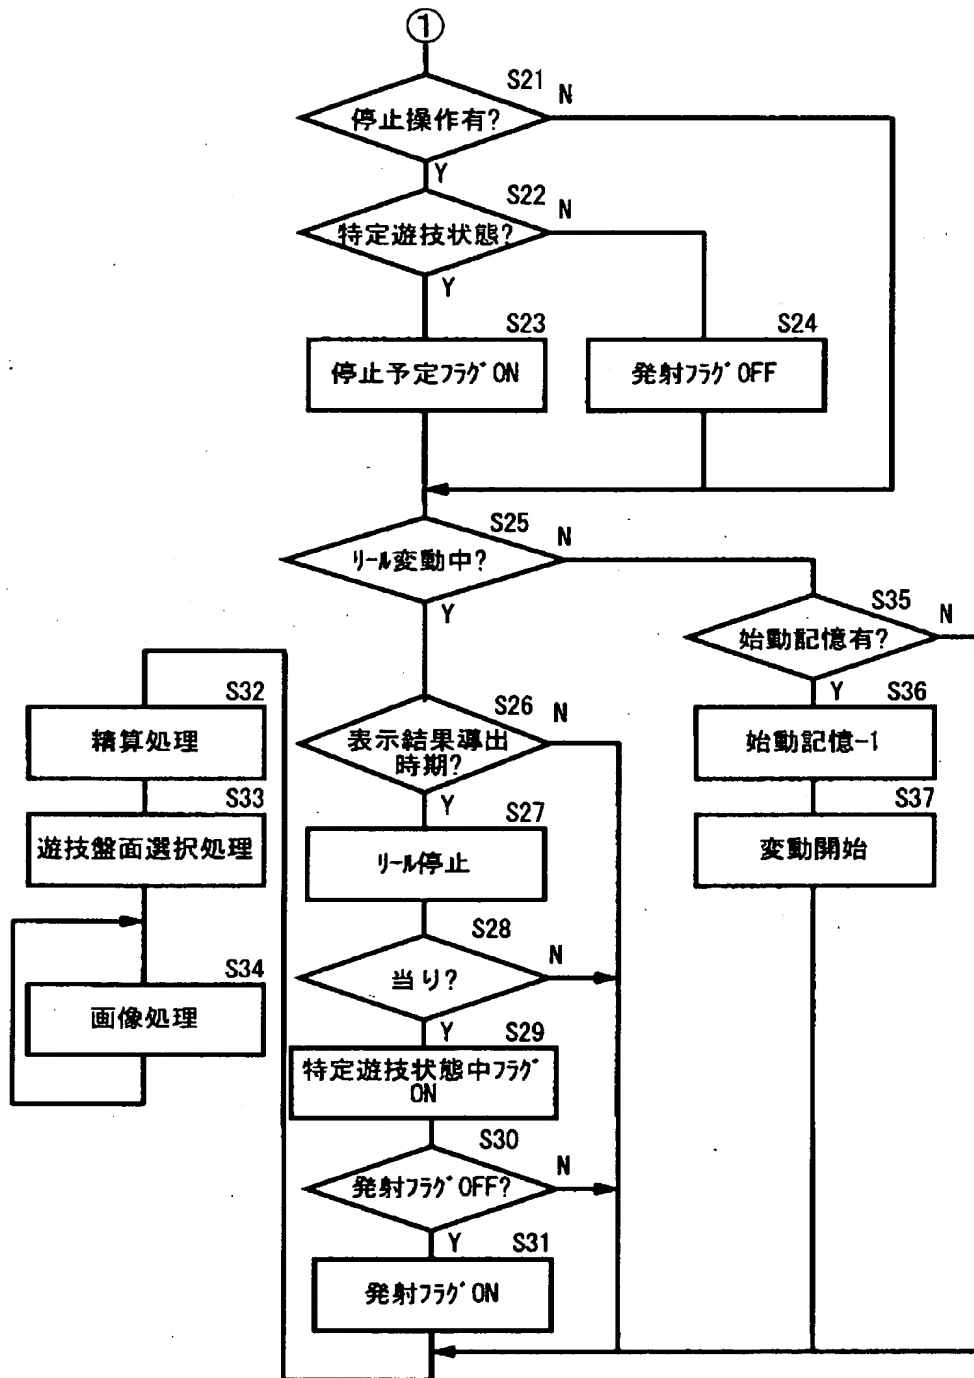 1
S21
停止操作有?
N
Y
S22
特定遊技状態?
N
Y
S23
停止予定フラグON
S24
発射フラグOFF
S25
リール変動中?
N
Y
S35
始動記憶有?
N
Y
S36
始動記憶-1
S37
変動開始
S26
表示結果導出
時期?
N
Y
S27
リール停止
S28
当り?
N
Y
S29
特定遊技状態中フラグ
ON
S30
発射フラグOFF?
N
Y
S31
発射フラグON
S32
精算処理
S33
遊技盤面選択処理
S34
画像処理